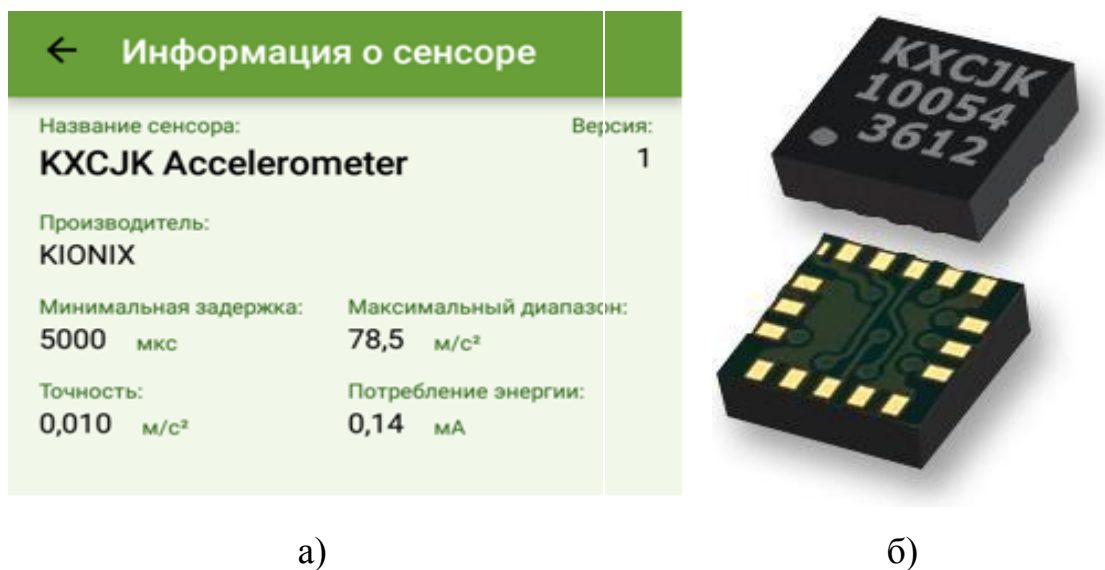 ← Информация о сенсоре
Название сенсора: Версия:
KXCJK Accelerometer 1
Производитель:
KIONIX
Минимальная задержка: Максимальный диапазон:
5000 мкс 78,5 м/с²
Точность: Потребление энергии:
0,010 м/с² 0,14 мА
KXCJK
10054
3612
а) б)